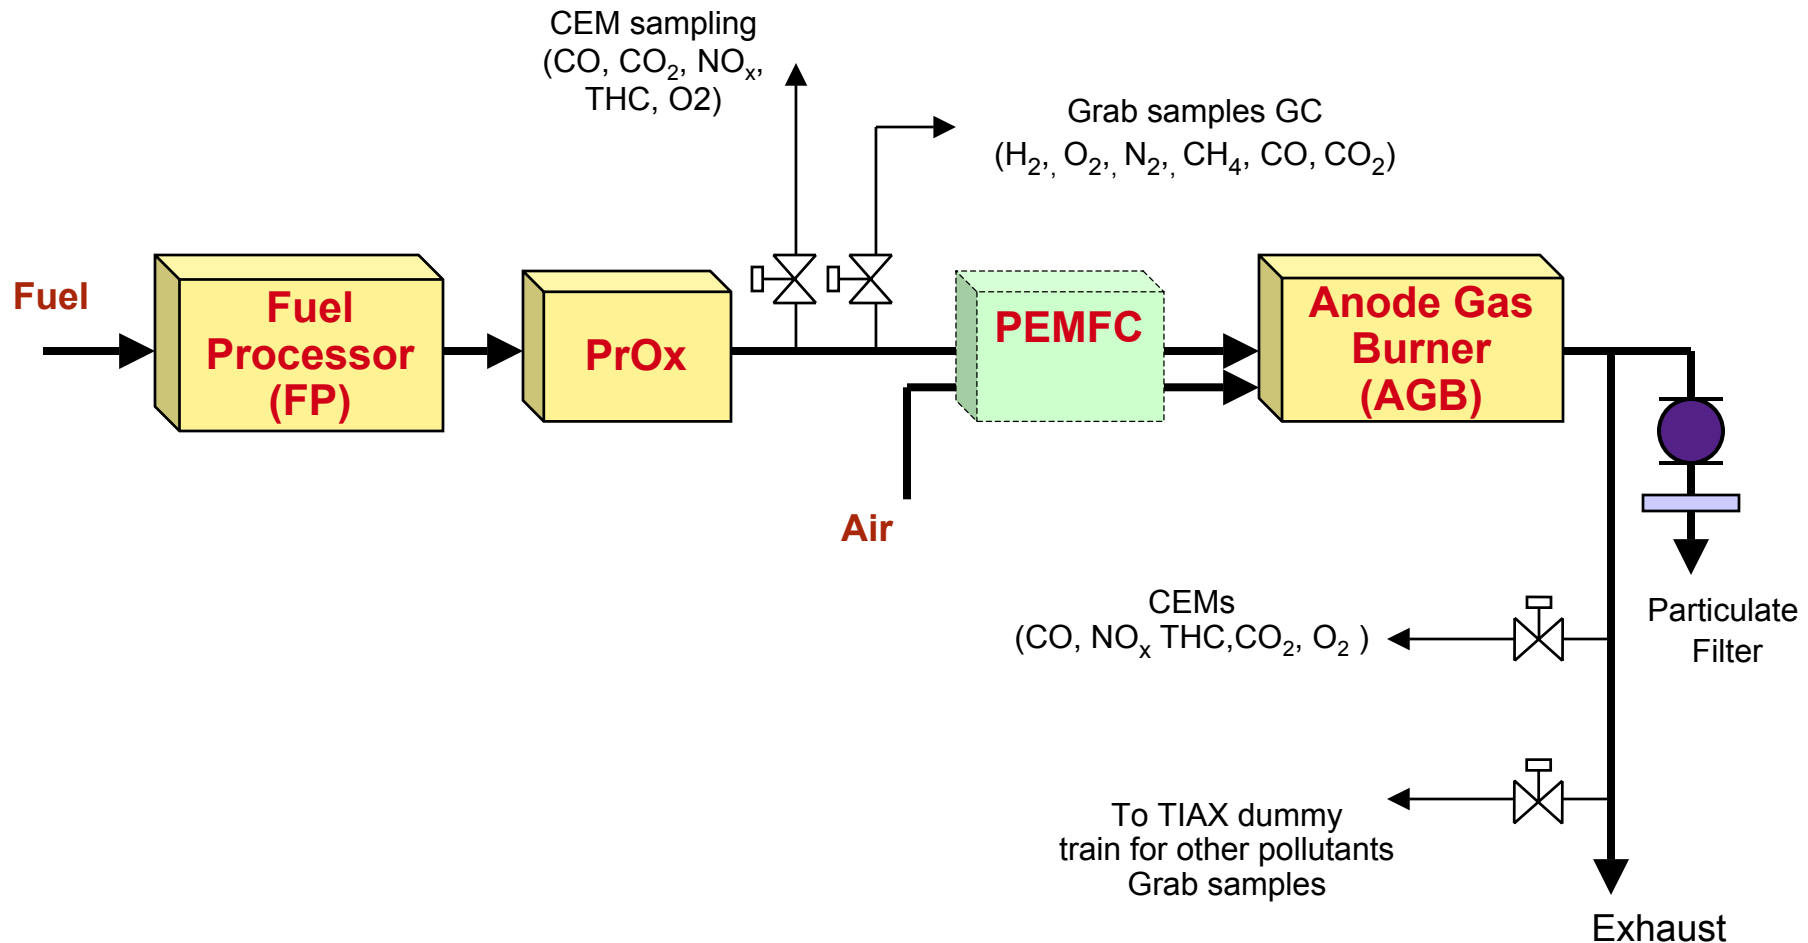 CEM sampling
(CO, CO₂, NOₓ,
THC, O2)
Grab samples GC
(H₂,, O₂,, N₂,, CH₄, CO, CO₂)
Fuel
Fuel
Processor
(FP)
PrOx
PEMFC
Anode Gas
Burner
(AGB)
Air
CEMs
(CO, NOₓ THC,CO₂, O₂ )
Particulate
Filter
To TIAX dummy
train for other pollutants
Grab samples
Exhaust